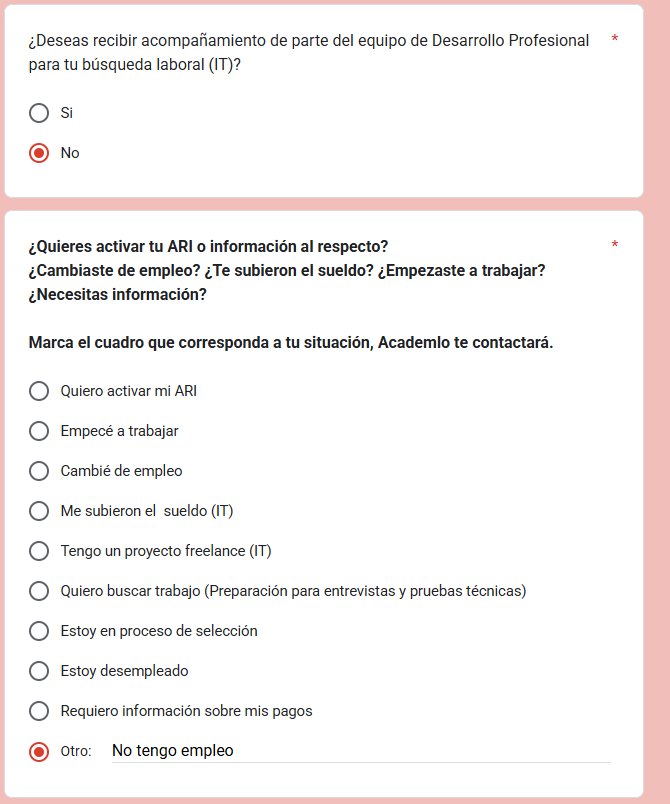 ¿Deseas recibir acompañamiento de parte del equipo de Desarrollo Profesional *
para tu búsqueda laboral (IT)?
Si
No
¿Quieres activar tu ARI o información al respecto? *
¿Cambiaste de empleo? ¿Te subieron el sueldo? ¿Empezaste a trabajar?
¿Necesitas información?
Marca el cuadro que corresponda a tu situación, Academlo te contactará.
Quiero activar mi ARI
Empecé a trabajar
Cambié de empleo
Me subieron el  sueldo (IT)
Tengo un proyecto freelance (IT)
Quiero buscar trabajo (Preparación para entrevistas y pruebas técnicas)
Estoy en proceso de selección
Estoy desempleado
Requiero información sobre mis pagos
Otro: No tengo empleo